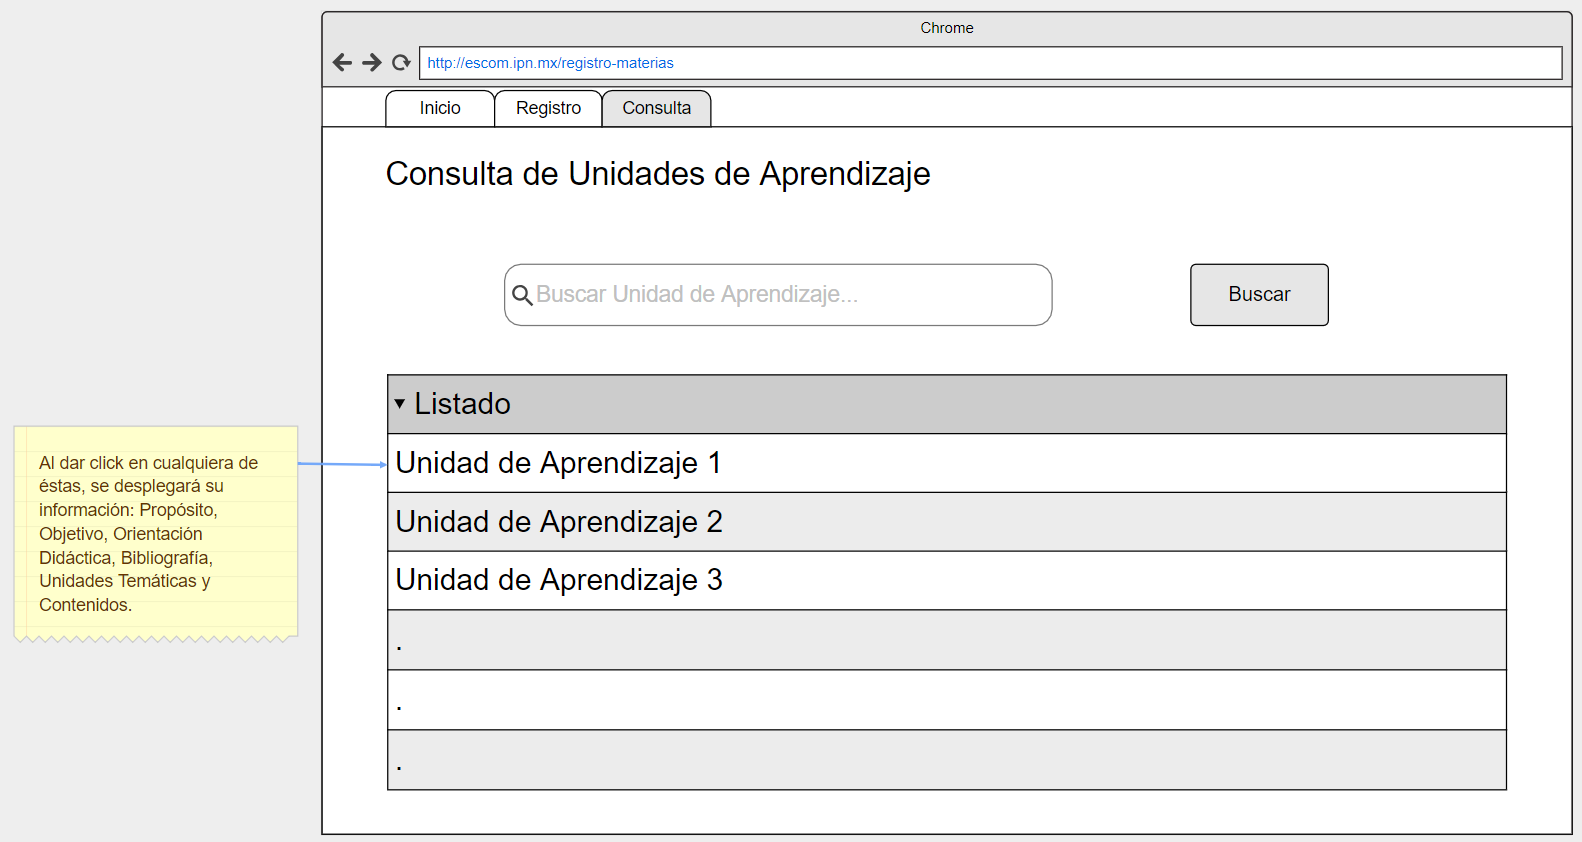 Chrome
http://escom.ipn.mx/registro-materias
Inicio
Registro
Consulta
Consulta de Unidades de Aprendizaje
Buscar Unidad de Aprendizaje...
Buscar
Listado
Unidad de Aprendizaje 1
Unidad de Aprendizaje 2
Unidad de Aprendizaje 3
.
.
.
Al dar click en cualquiera de
éstas, se desplegará su
información: Propósito,
Objetivo, Orientación
Didáctica, Bibliografía,
Unidades Temáticas y
Contenidos.